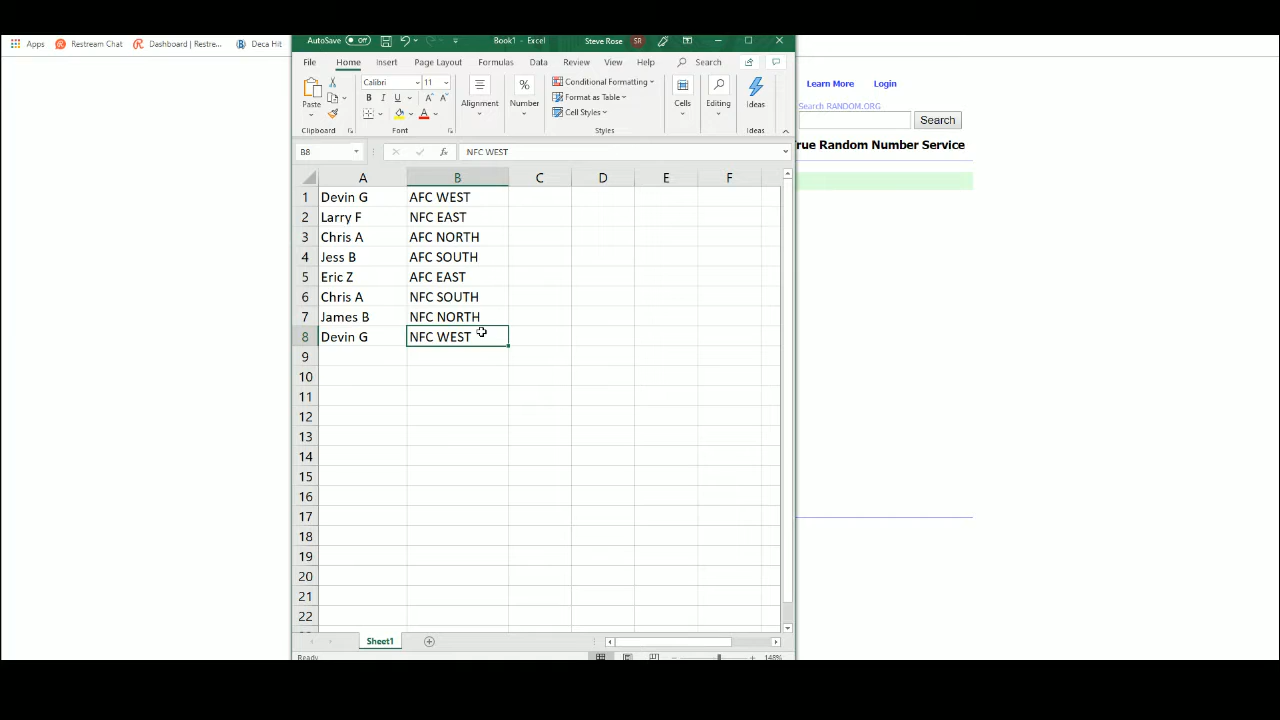 Apps Restream Chat Dashboard | Restre... Deca Hit
AutoSave Off Book1 - Excel Steve Rose SR
File Home Insert Page Layout Formulas Data Review View Help Search
Calibri 11
Paste B I U A A A Alignment Number % Conditional Formatting Format as Table Cell Styles Cells Editing Ideas
Clipboard Font Styles Ideas
B8 fx NFC WEST
A B C D E F
1 Devin G AFC WEST
2 Larry F NFC EAST
3 Chris A AFC NORTH
4 Jess B AFC SOUTH
5 Eric Z AFC EAST
6 Chris A NFC SOUTH
7 James B NFC NORTH
8 Devin G NFC WEST
9
10
11
12
13
14
15
16
17
18
19
20
21
22
Sheet1
Ready 148%
Learn More Login
Search RANDOM.ORG
Search
rue Random Number Service